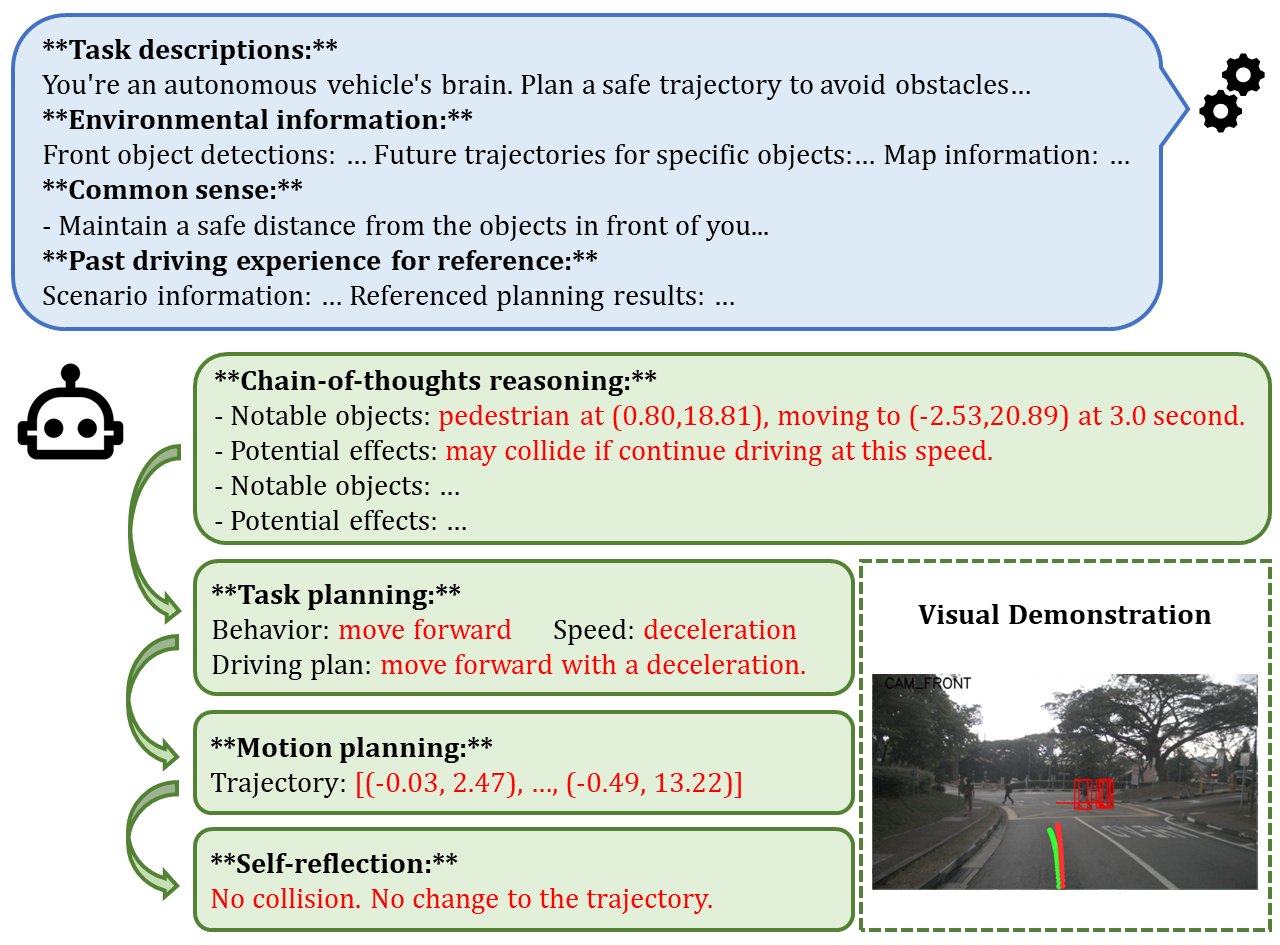 **Task descriptions:**
You're an autonomous vehicle's brain. Plan a safe trajectory to avoid obstacles…
**Environmental information:**
Front object detections: … Future trajectories for specific objects:… Map information: …
**Common sense:**
- Maintain a safe distance from the objects in front of you...
**Past driving experience for reference:**
Scenario information: … Referenced planning results: …
**Chain-of-thoughts reasoning:**
- Notable objects: pedestrian at (0.80,18.81), moving to (-2.53,20.89) at 3.0 second.
- Potential effects: may collide if continue driving at this speed.
- Notable objects: …
- Potential effects: …
**Task planning:**
Behavior: move forward Speed: deceleration
Driving plan: move forward with a deceleration.
**Motion planning:**
Trajectory: [(-0.03, 2.47), …, (-0.49, 13.22)]
**Self-reflection:**
No collision. No change to the trajectory.
Visual Demonstration
CAM_FRONT